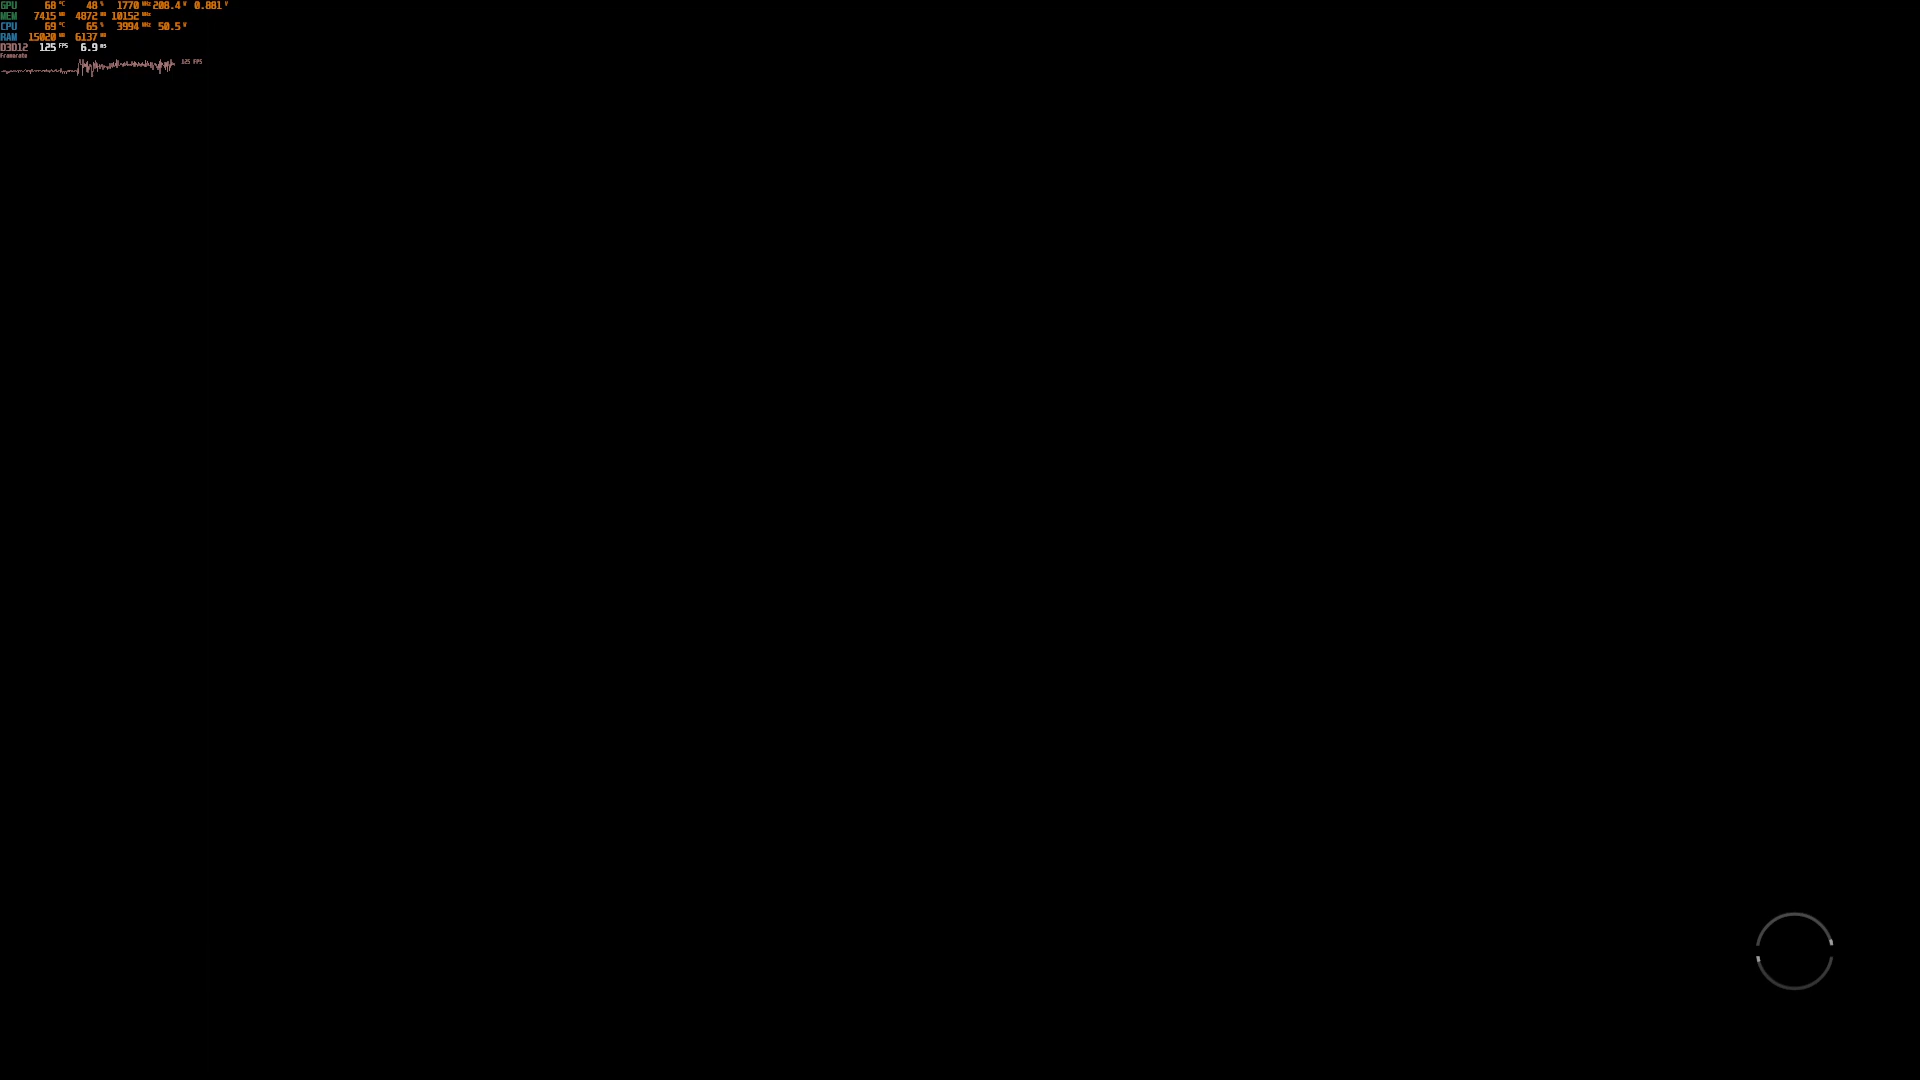 GPU 68 °C 48 % 1770 MHz 208.4 W 0.881 V
MEM 7415 MB 4872 MB 10152 MHz
CPU 69 °C 65 % 3994 MHz 50.5 W
RAM 15020 MB 6137 MB
D3D12 125 FPS 6.9 ms
Framerate
125 FPS